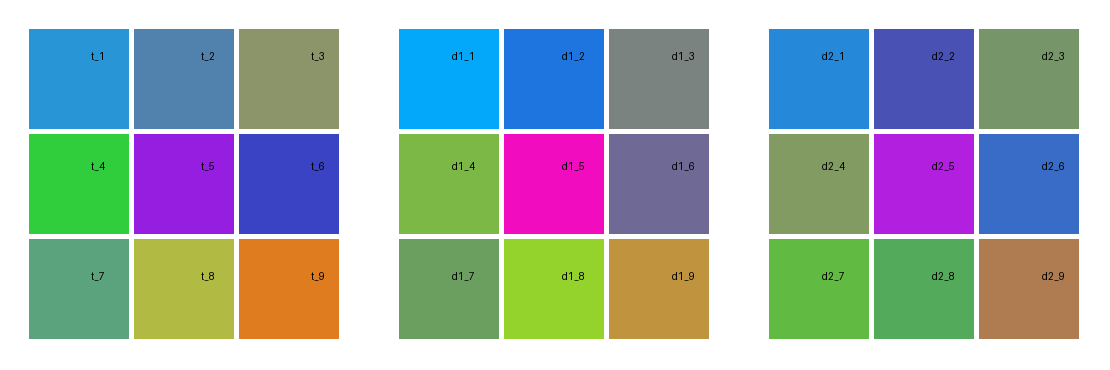 t_1 t_2 t_3 d1_1 d1_2 d1_3 d2_1 d2_2 d2_3
t_4 t_5 t_6 d1_4 d1_5 d1_6 d2_4 d2_5 d2_6
t_7 t_8 t_9 d1_7 d1_8 d1_9 d2_7 d2_8 d2_9